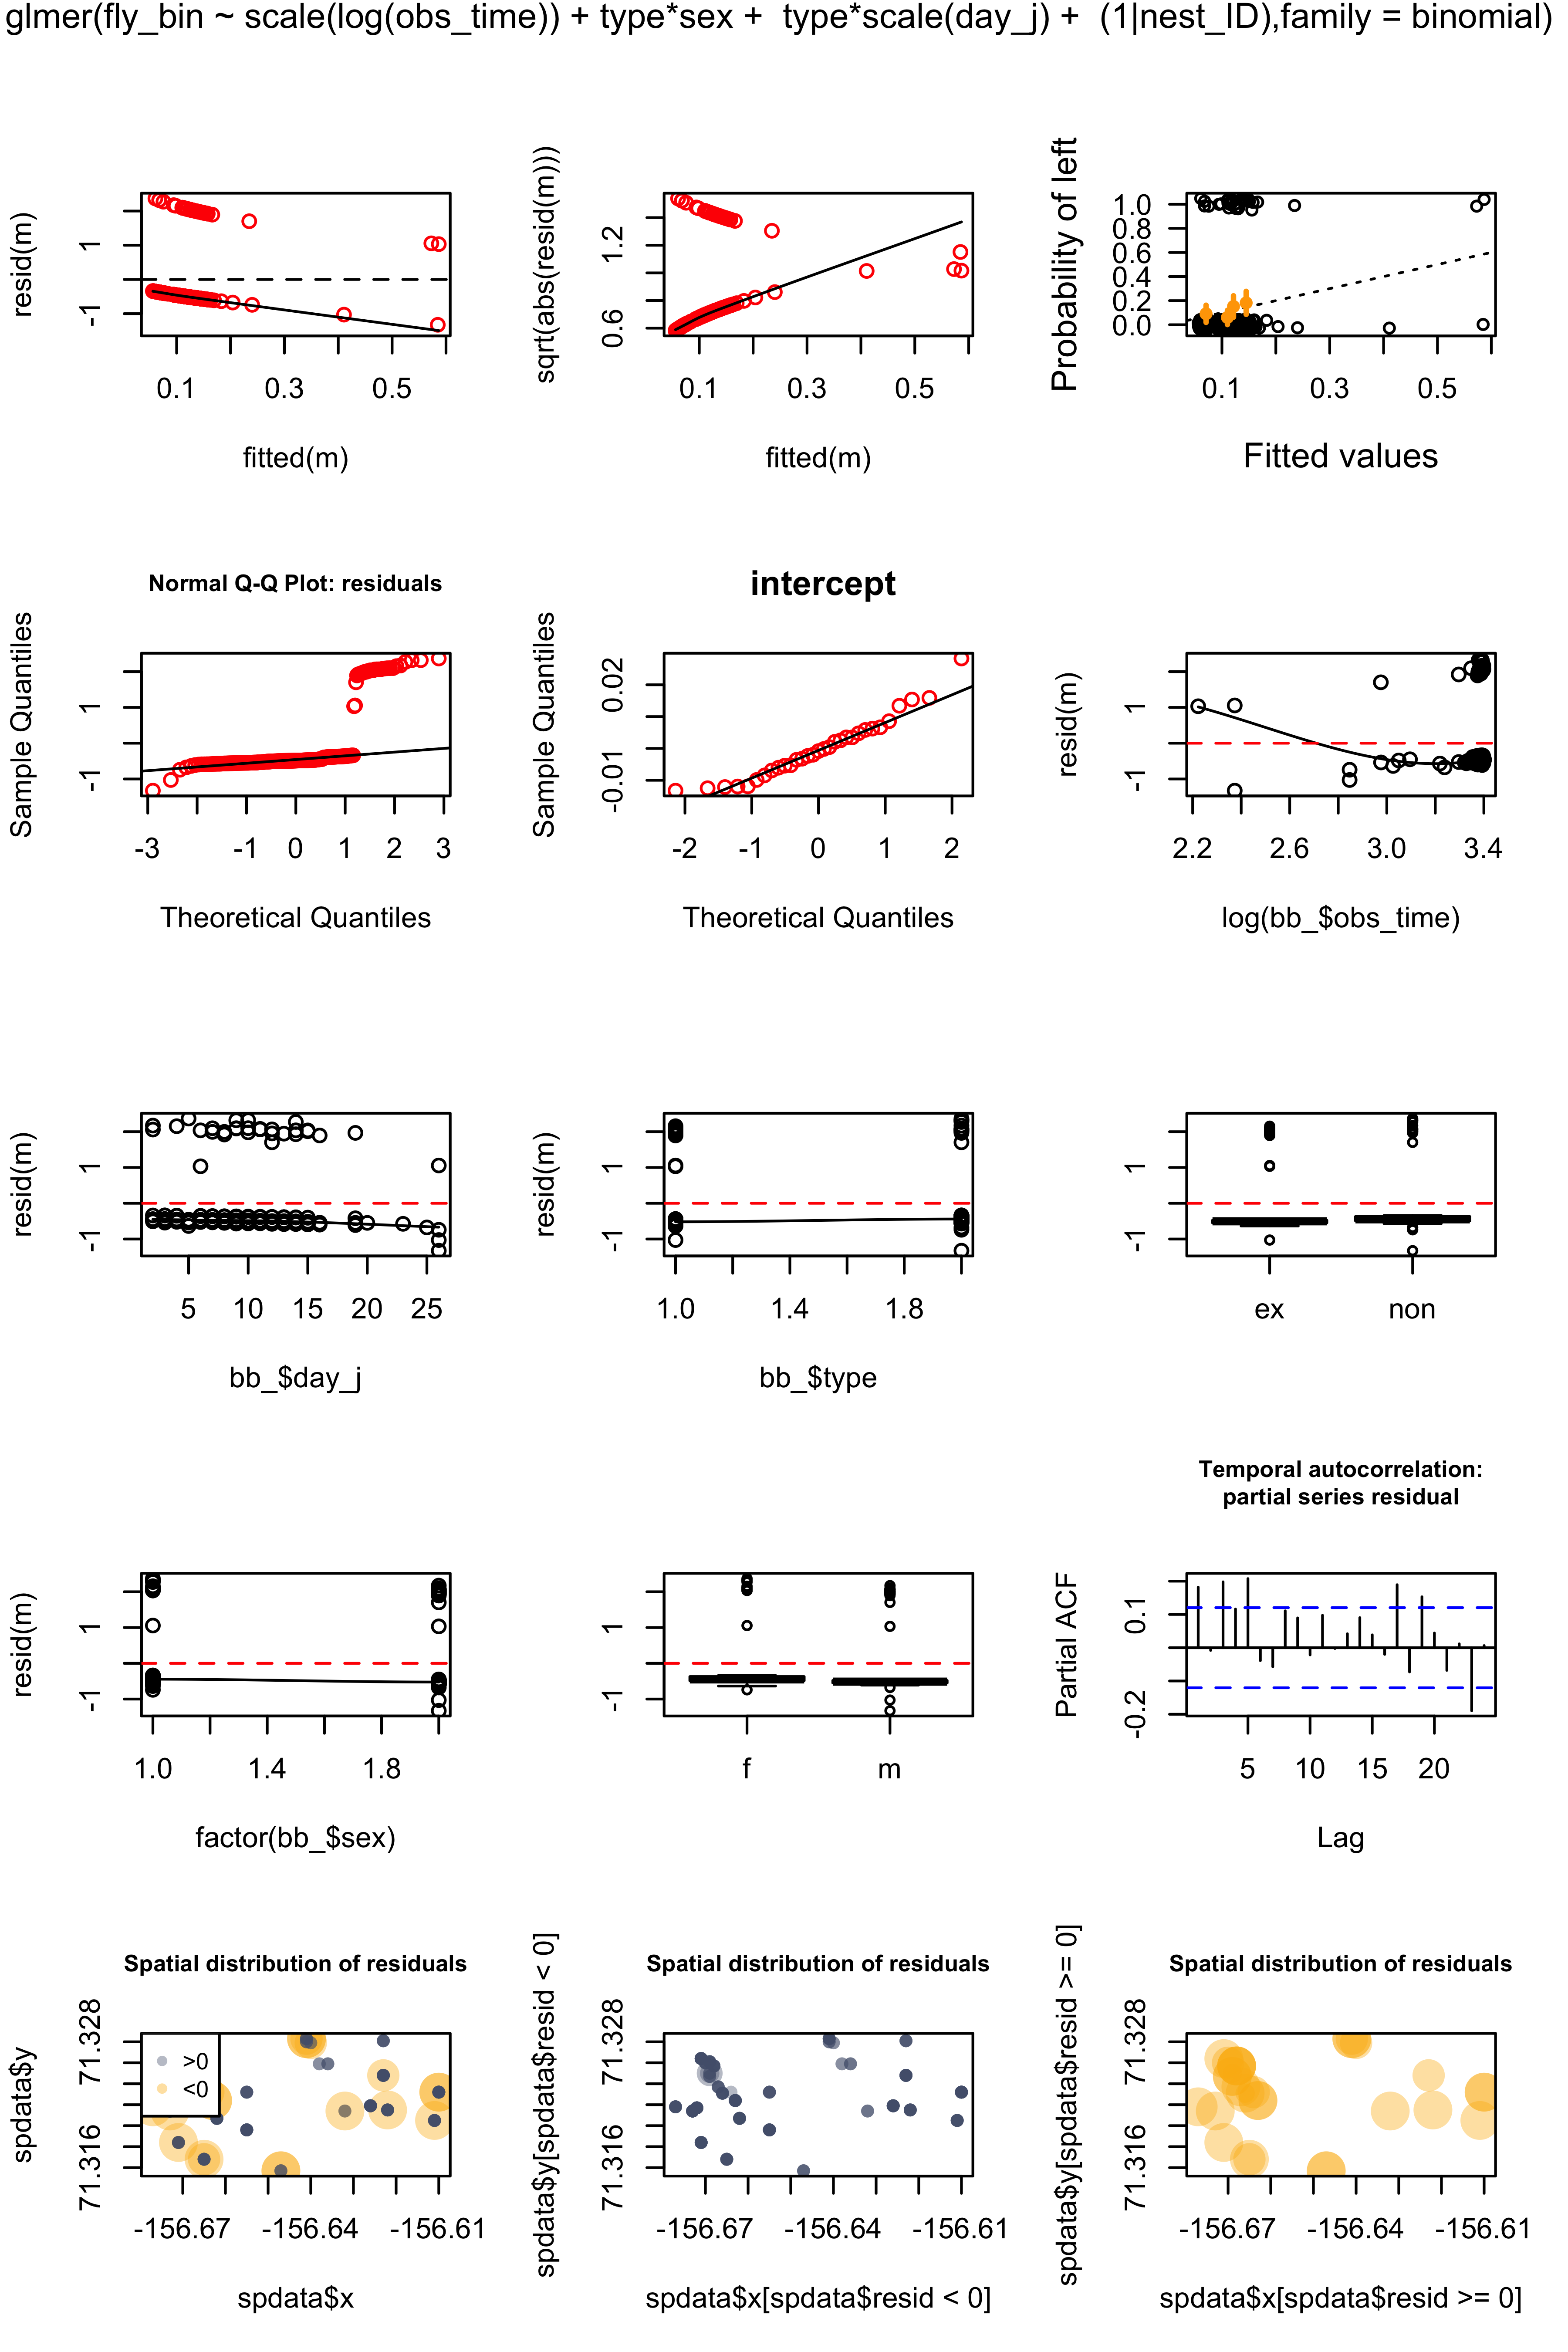 glmer(fly_bin ~ scale(log(obs_time)) + type*sex +  type*scale(day_j) +  (1|nest_ID),family = binomial)
resid(m)
1
-1
0.1 0.3 0.5
fitted(m)
sqrt(abs(resid(m)))
1.2
0.6
0.1 0.3 0.5
fitted(m)
Probability of left
1.0
0.8
0.6
0.4
0.2
0.0
0.1 0.3 0.5
Fitted values
Normal Q-Q Plot: residuals
Sample Quantiles
1
-1
-3 -1 0 1 2 3
Theoretical Quantiles
intercept
Sample Quantiles
0.02
-0.01
-2 -1 0 1 2
Theoretical Quantiles
resid(m)
1
-1
2.2 2.6 3.0 3.4
log(bb_$obs_time)
resid(m)
1
-1
5 10 15 20 25
bb_$day_j
resid(m)
1
-1
1.0 1.4 1.8
bb_$type
1
-1
ex non
resid(m)
1
-1
1.0 1.4 1.8
factor(bb_$sex)
1
-1
f m
Temporal autocorrelation:
partial series residual
Partial ACF
0.1
-0.2
5 10 15 20
Lag
Spatial distribution of residuals
spdata$y
71.328
71.316
>0
<0
-156.67 -156.64 -156.61
spdata$x
Spatial distribution of residuals
spdata$y[spdata$resid < 0]
71.328
71.316
-156.67 -156.64 -156.61
spdata$x[spdata$resid < 0]
Spatial distribution of residuals
spdata$y[spdata$resid >= 0]
71.328
71.316
-156.67 -156.64 -156.61
spdata$x[spdata$resid >= 0]